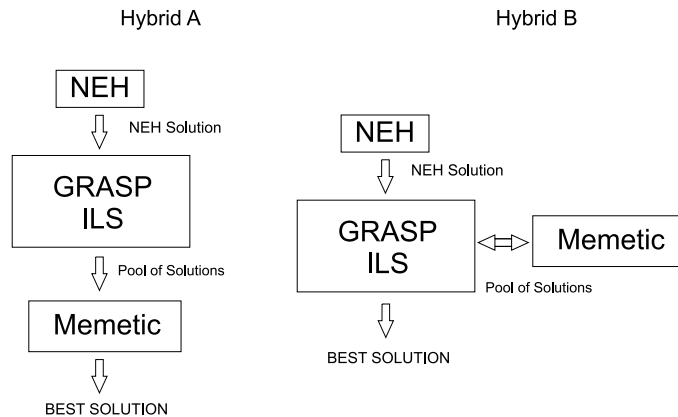 Hybrid A
NEH
NEH Solution
GRASP
ILS
Pool of Solutions
Memetic
BEST SOLUTION
Hybrid B
NEH
NEH Solution
GRASP
ILS
Memetic
Pool of Solutions
BEST SOLUTION